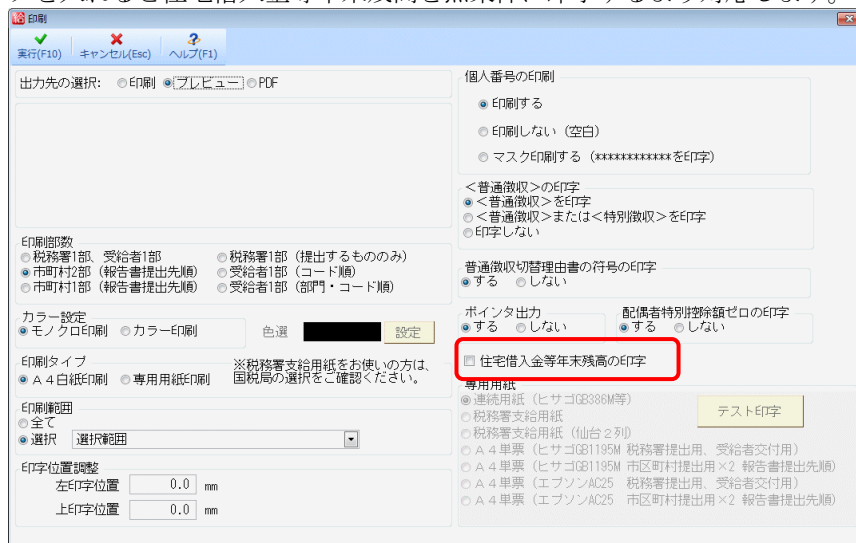 印刷
実行(F10) キャンセル(Esc) ヘルプ(F1)
出力先の選択: 印刷 プレビュー PDF
印刷部数
税務署1部、受給者1部 税務署1部（提出するもののみ）
市町村2部（報告書提出先順） 受給者1部（コード順）
市町村1部（報告書提出先順） 受給者1部（部門・コード順）
カラー設定
モノクロ印刷 カラー印刷 色選 設定
印刷タイプ
A4白紙印刷 専用用紙印刷
※税務署支給用紙をお使いの方は、
国税局の選択をご確認ください。
印刷範囲
全て
選択 選択範囲
印字位置調整
左印字位置 0.0 mm
上印字位置 0.0 mm
個人番号の印刷
印刷する
印刷しない（空白）
マスク印刷する（************を印字）
＜普通徴収＞の印字
＜普通徴収＞を印字
＜普通徴収＞または＜特別徴収＞を印字
印字しない
普通徴収切替理由書の符号の印字
する しない
ポインタ出力
する しない
配偶者特別控除額ゼロの印字
する しない
住宅借入金等年末残高の印字
専用用紙
連続用紙（ヒサゴGB386M等）
税務署支給用紙
税務署支給用紙（仙台２列）
テスト印字
A４単票（ヒサゴGB1195M 税務署提出用、受給者交付用）
A４単票（ヒサゴGB1195M 市区町村提出用×2 報告書提出先順）
A４単票（エプソンAC25 税務署提出用、受給者交付用）
A４単票（エプソンAC25 市区町村提出用×2 報告書提出先順）